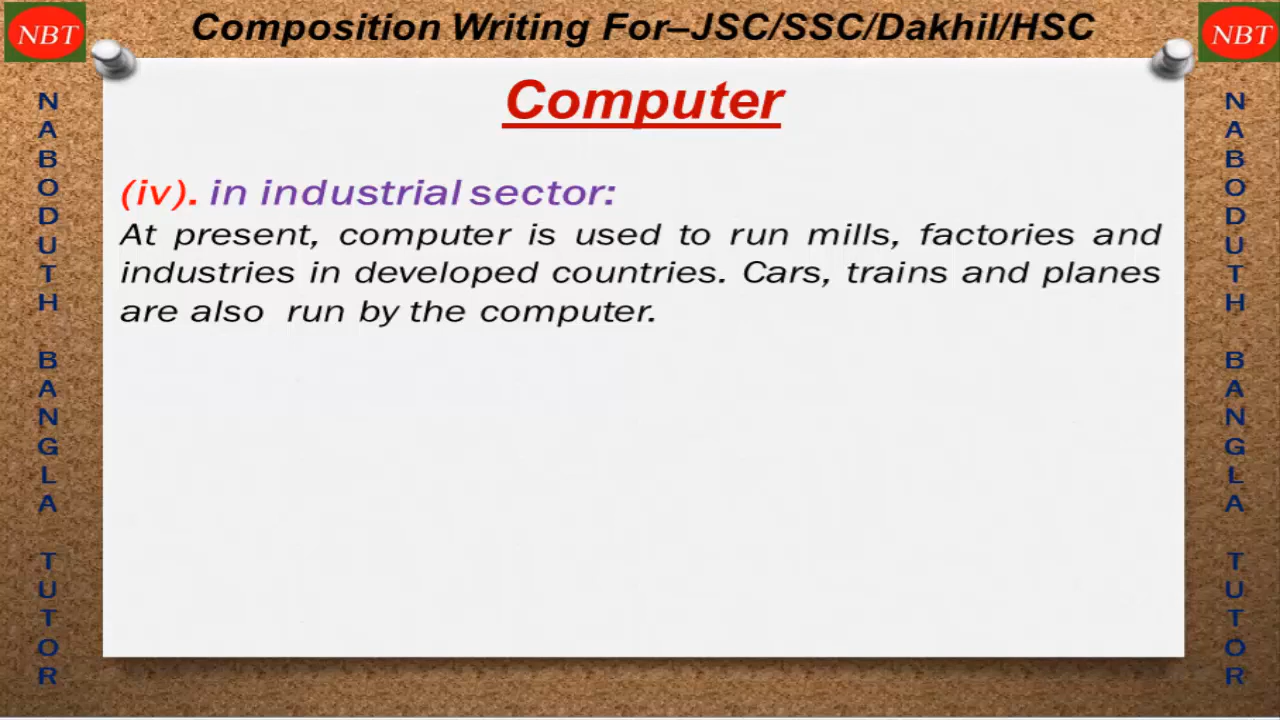 NBT
Composition Writing For–JSC/SSC/Dakhil/HSC
NBT
NABODUTH BANGLA TUTOR
Computer
(iv). in industrial sector:
At present, computer is used to run mills, factories and
industries in developed countries. Cars, trains and planes
are also run by the computer.
NABODUTH BANGLA TUTOR